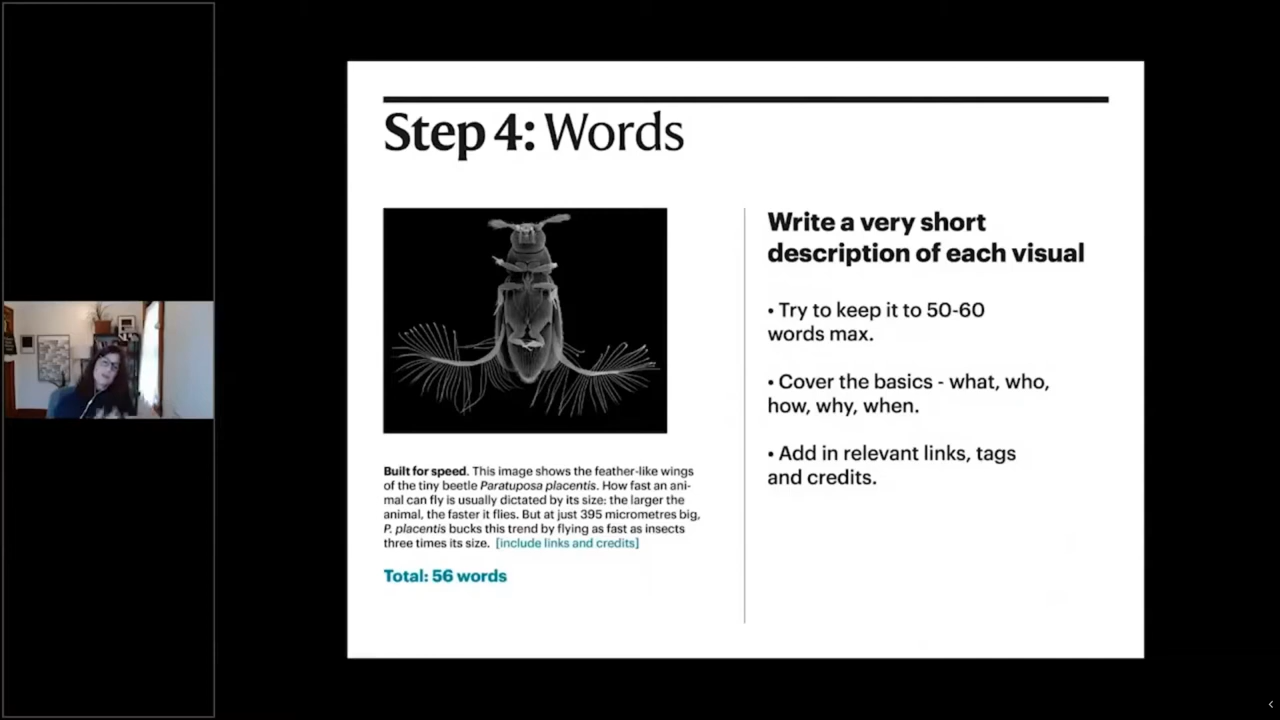 Step 4: Words
Built for speed. This image shows the feather-like wings
of the tiny beetle Paratuposa placentis. How fast an ani-
mal can fly is usually dictated by its size: the larger the
animal, the faster it flies. But at just 395 micrometres big,
P. placentis bucks this trend by flying as fast as insects
three times its size. [include links and credits]
Total: 56 words
Write a very short
description of each visual
• Try to keep it to 50-60
words max.
• Cover the basics - what, who,
how, why, when.
• Add in relevant links, tags
and credits.